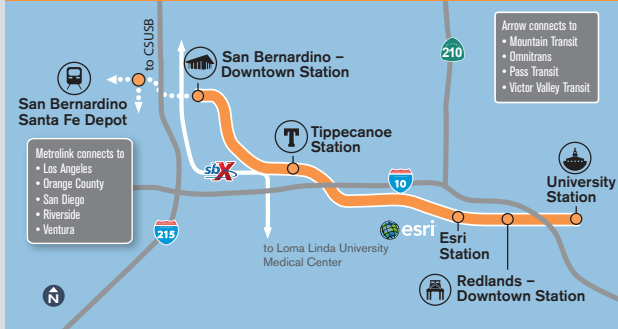 to CSUSB
San Bernardino –
Downtown Station
210
Arrow connects to
• Mountain Transit
• Omnitrans
• Pass Transit
• Victor Valley Transit
San Bernardino
Santa Fe Depot
T
Tippecanoe
Station
Metrolink connects to
• Los Angeles
• Orange County
• San Diego
• Riverside
• Ventura
sbX
10
University
Station
215
esri
Esri
Station
to Loma Linda University
Medical Center
Redlands –
Downtown Station
N